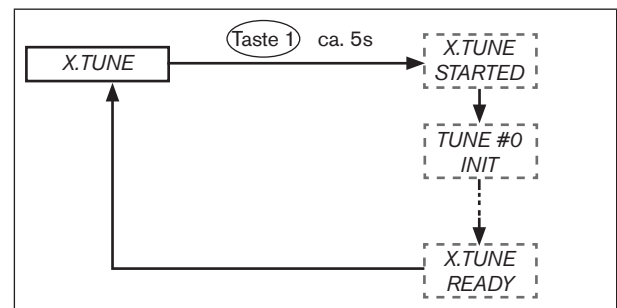 X.TUNE
Taste 1 ca. 5s
X.TUNE
STARTED
TUNE #0
INIT
X.TUNE
READY